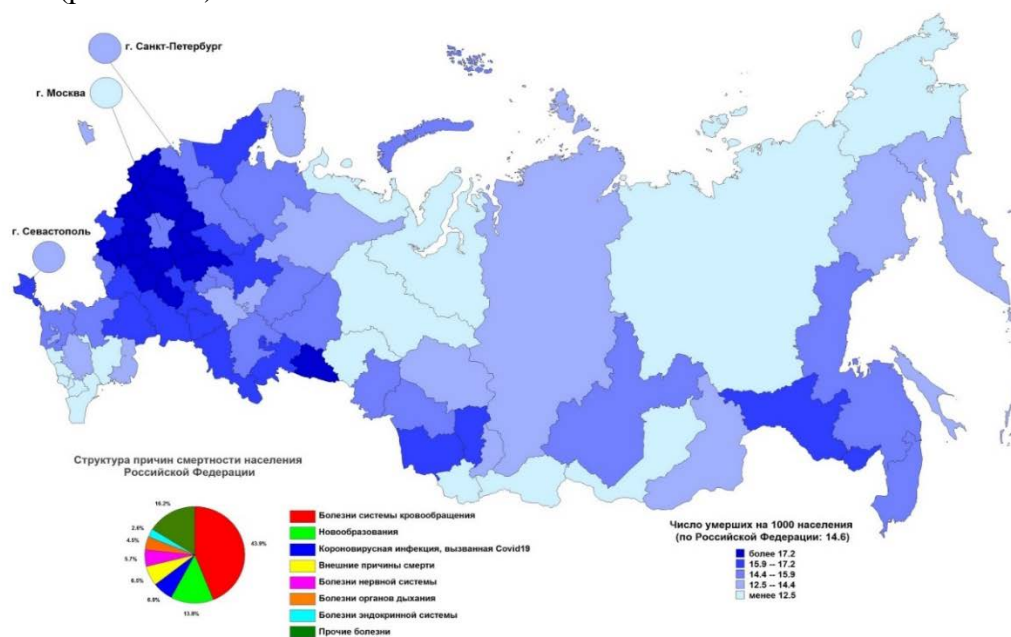 г. Санкт-Петербург
г. Москва
г. Севастополь
Структура причин смертности населения
Российской Федерации
16.2%
2.6%
4.5%
5.7%
6.6%
13.8%
43.9%
Болезни системы кровообращения
Новообразования
Короновирусная инфекция, вызванная Covid19
Внешние причины смерти
Болезни нервной системы
Болезни органов дыхания
Болезни эндокринной системы
Прочие болезни
Число умерших на 1000 населения
(по Российской Федерации: 14.6)
более 17.2
15.9 -- 17.2
14.4 -- 15.9
12.5 -- 14.4
менее 12.5